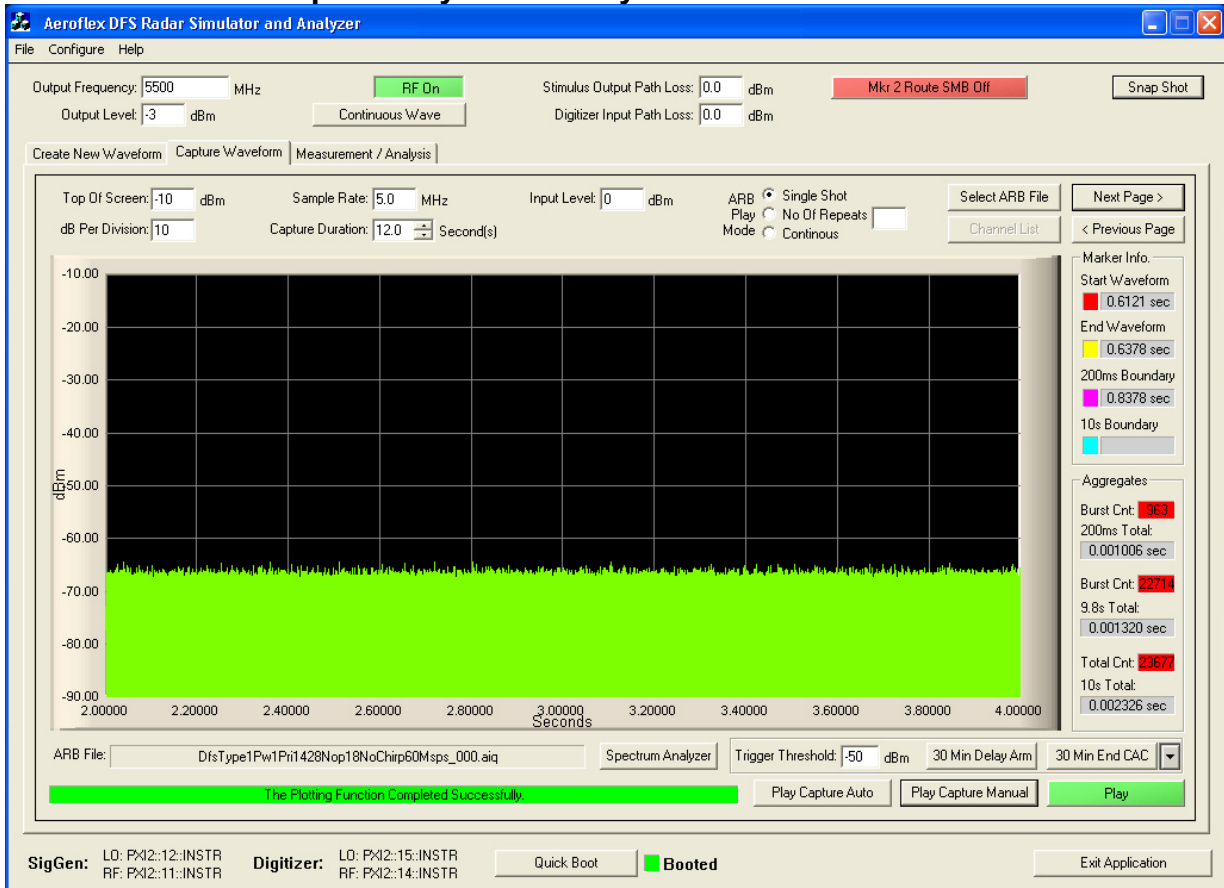 Aeroflex DFS Radar Simulator and Analyzer
File Configure Help
Output Frequency: 5500 MHz RF On Stimulus Output Path Loss: 0.0 dBm Mkr 2 Route SMB Off Snap Shot
Output Level: -3 dBm Continuous Wave Digitizer Input Path Loss: 0.0 dBm
Create New Waveform Capture Waveform Measurement / Analysis
Top Of Screen: -10 dBm Sample Rate: 5.0 MHz Input Level: 0 dBm ARB Play Mode Single Shot Select ARB File Next Page >
No Of Repeats
dB Per Division: 10 Capture Duration: 12.0 Second(s) Continous Channel List < Previous Page
Marker Info.
Start Waveform
0.6121 sec
End Waveform
0.6378 sec
200ms Boundary
0.8378 sec
10s Boundary
Aggregates
Burst Cnt: 963
200ms Total:
0.001006 sec
Burst Cnt: 22714
9.8s Total:
0.001320 sec
Total Cnt: 23677
10s Total:
0.002326 sec
-10.00
-20.00
-30.00
-40.00
-50.00
-60.00
-70.00
-80.00
-90.00
dBm
2.00000 2.20000 2.40000 2.60000 2.80000 3.00000 3.20000 3.40000 3.60000 3.80000 4.00000
Seconds
ARB File: DfsType1Pw1Pri1428Nop18NoChirp60Msps_000.aiq Spectrum Analyzer Trigger Threshold: -50 dBm 30 Min Delay Arm 30 Min End CAC
The Plotting Function Completed Successfully. Play Capture Auto Play Capture Manual Play
SigGen: LO: PXI2::12::INSTR Digitizer: LO: PXI2::15::INSTR Quick Boot Booted Exit Application
RF: PXI2::11::INSTR RF: PXI2::14::INSTR